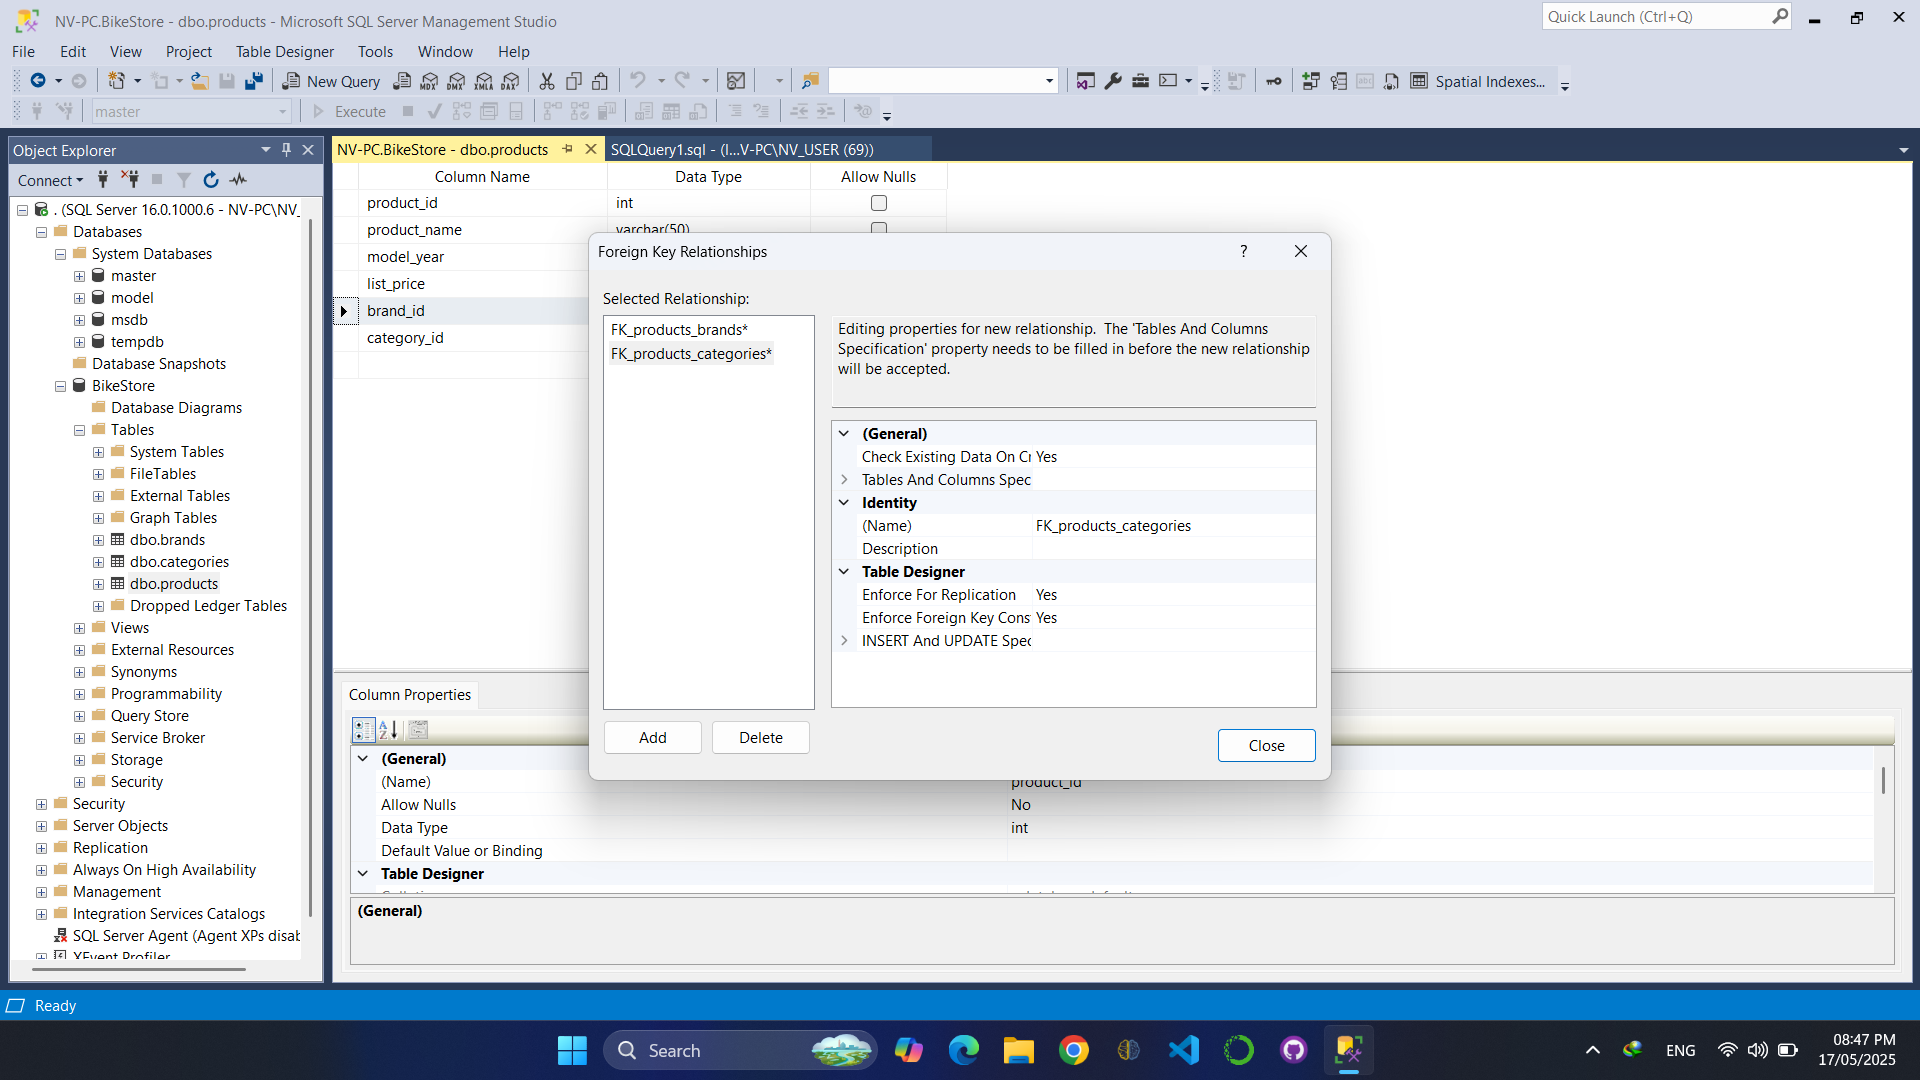 NV-PC.BikeStore - dbo.products - Microsoft SQL Server Management Studio
Quick Launch (Ctrl+Q)
File Edit View Project Table Designer Tools Window Help
New Query MDX DMX XMLA DAX Spatial Indexes...
master Execute
Object Explorer
NV-PC.BikeStore - dbo.products
SQLQuery1.sql - (l...V-PC\NV_USER (69))
Connect
. (SQL Server 16.0.1000.6 - NV-PC\NV_
Databases
System Databases
master
model
msdb
tempdb
Database Snapshots
BikeStore
Database Diagrams
Tables
System Tables
FileTables
External Tables
Graph Tables
dbo.brands
dbo.categories
dbo.products
Dropped Ledger Tables
Views
External Resources
Synonyms
Programmability
Query Store
Service Broker
Storage
Security
Security
Server Objects
Replication
Always On High Availability
Management
Integration Services Catalogs
SQL Server Agent (Agent XPs disab
XEvent Profiler
Column Name Data Type Allow Nulls
product_id int
product_name varchar(50)
model_year
list_price
brand_id
category_id
Foreign Key Relationships
?
Selected Relationship:
FK_products_brands*
FK_products_categories*
Editing properties for new relationship. The 'Tables And Columns
Specification' property needs to be filled in before the new relationship
will be accepted.
(General)
Check Existing Data On Cr Yes
Tables And Columns Spec
Identity
(Name) FK_products_categories
Description
Table Designer
Enforce For Replication Yes
Enforce Foreign Key Cons Yes
INSERT And UPDATE Spec
Add Delete Close
Column Properties
(General)
(Name) product_id
Allow Nulls No
Data Type int
Default Value or Binding
Table Designer
(General)
Ready
Search
ENG
08:47 PM
17/05/2025